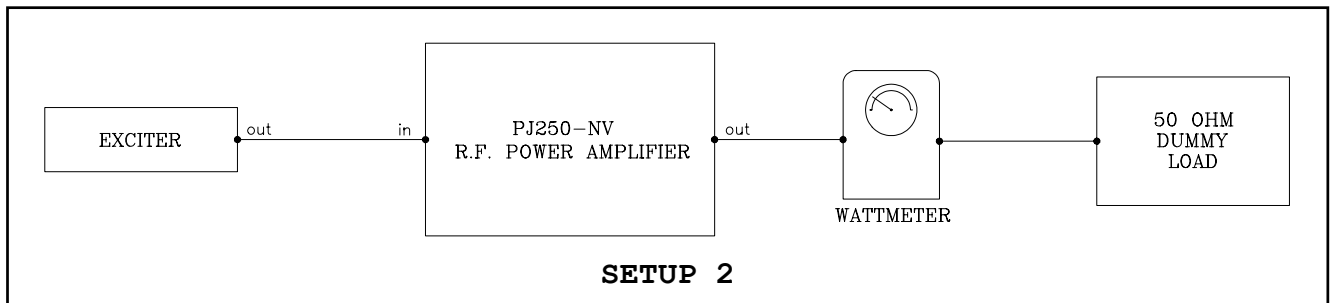 EXCITER
out
in
PJ250-NV
R.F. POWER AMPLIFIER
out
WATTMETER
50 OHM
DUMMY
LOAD
SETUP 2